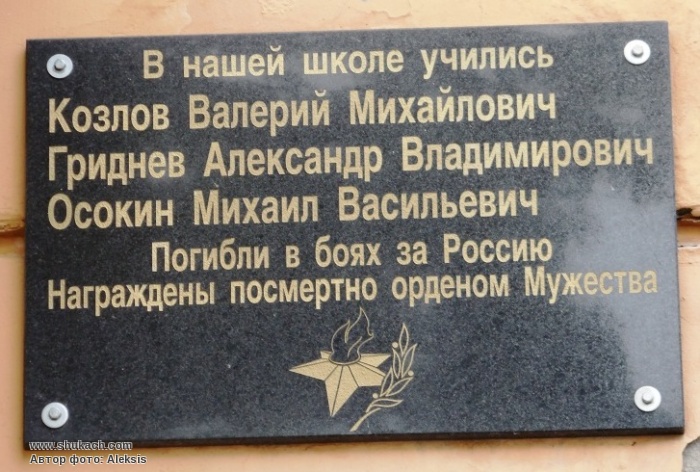 В нашей школе учились
Козлов Валерий Михайлович
Гриднев Александр Владимирович
Осокин Михаил Васильевич
Погибли в боях за Россию
Награждены посмертно орденом Мужества
www.shukach.com
Автор фото: Aleksis